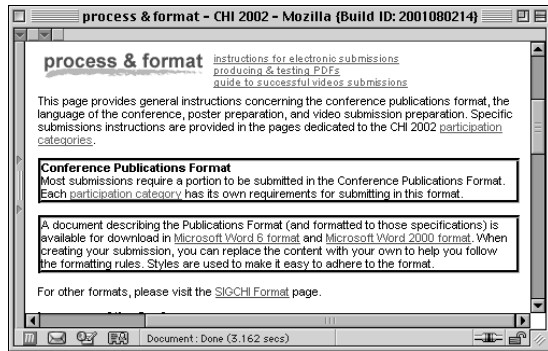 process & format - CHI 2002 - Mozilla {Build ID: 2001080214}
process & format
instructions for electronic submissions
producing & testing PDFs
guide to successful videos submissions
This page provides general instructions concerning the conference publications format, the
language of the conference, poster preparation, and video submission preparation. Specific
submissions instructions are provided in the pages dedicated to the CHI 2002 participation
categories.
Conference Publications Format
Most submissions require a portion to be submitted in the Conference Publications Format.
Each participation category has its own requirements for submitting in this format.
A document describing the Publications Format (and formatted to those specifications) is
available for download in Microsoft Word 6 format and Microsoft Word 2000 format. When
creating your submission, you can replace the content with your own to help you follow
the formatting rules. Styles are used to make it easy to adhere to the format.
For other formats, please visit the SIGCHI Format page.
Document: Done (3.162 secs)